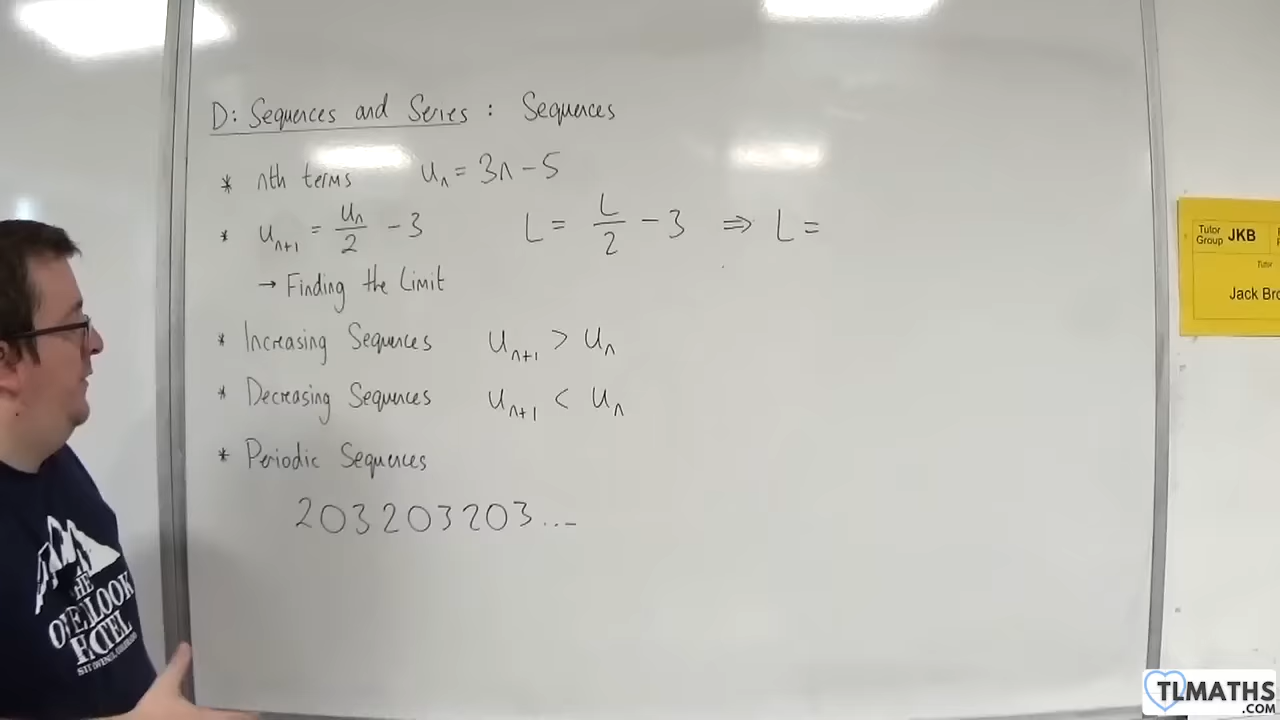 D: Sequences and Series : Sequences
* nth terms uₙ = 3n - 5
* uₙ₊₁ = uₙ/2 - 3 L = L/2 - 3 ⇒ L =
→ Finding the Limit
* Increasing Sequences uₙ₊₁ > uₙ
* Decreasing Sequences uₙ₊₁ < uₙ
* Periodic Sequences
203203203...
Tutor
Group JKB
Tutor
Jack Bro
THE
OVERLOOK
HOTEL
TLMATHS
.COM